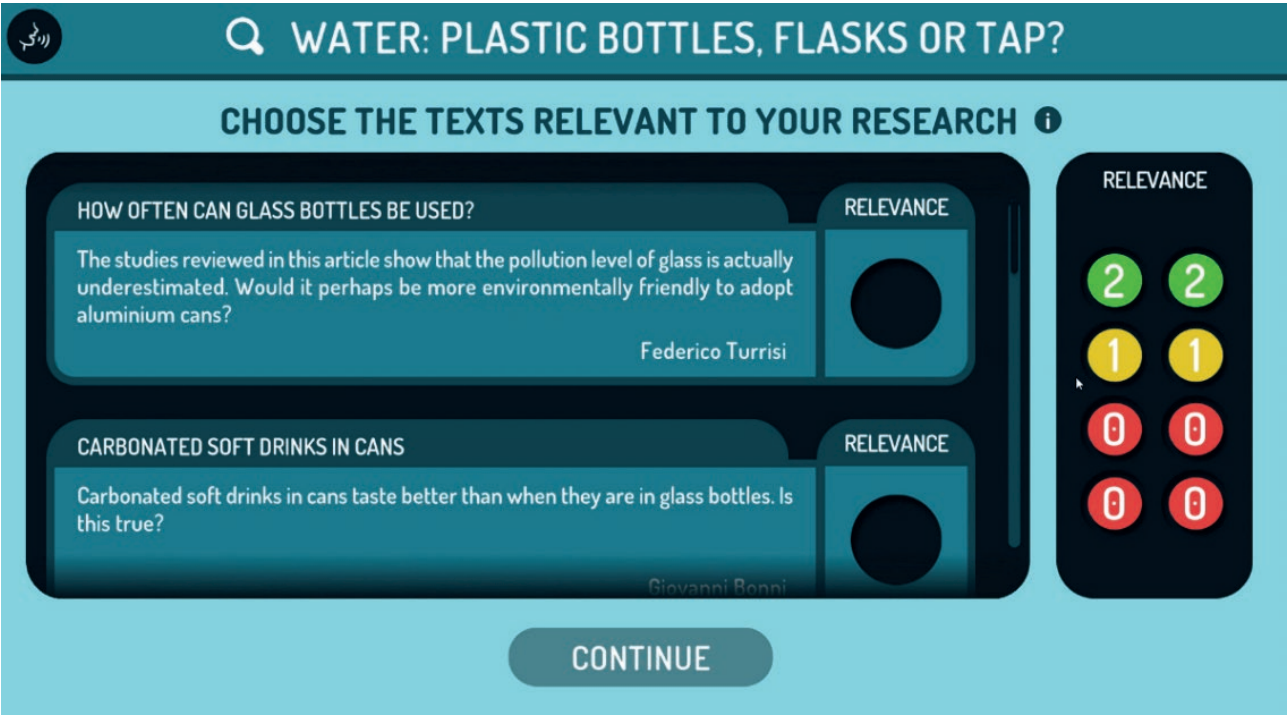 WATER: PLASTIC BOTTLES, FLASKS OR TAP?
CHOOSE THE TEXTS RELEVANT TO YOUR RESEARCH i
HOW OFTEN CAN GLASS BOTTLES BE USED?
RELEVANCE
The studies reviewed in this article show that the pollution level of glass is actually
underestimated. Would it perhaps be more environmentally friendly to adopt
aluminium cans?
Federico Turrisi
CARBONATED SOFT DRINKS IN CANS
RELEVANCE
Carbonated soft drinks in cans taste better than when they are in glass bottles. Is
this true?
Giovanni Bonni
RELEVANCE
2 2
1 1
0 0
0 0
CONTINUE